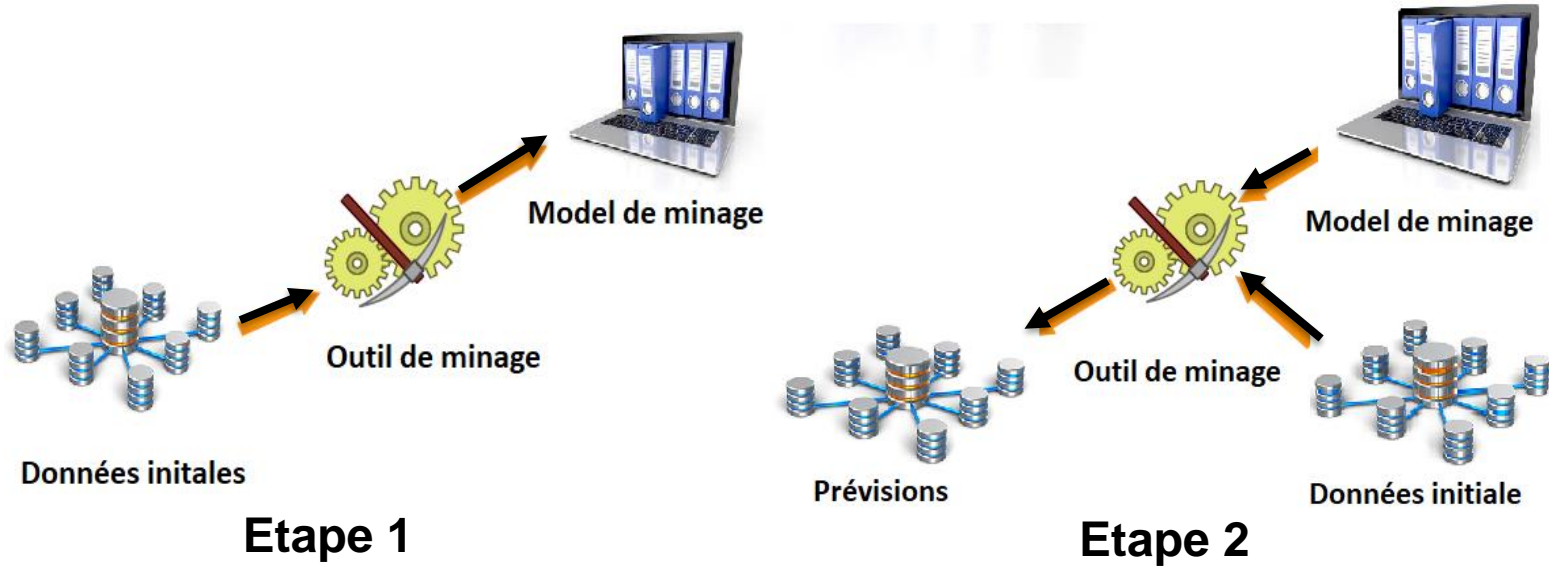 Model de minage
Outil de minage
Données initales
Etape 1
Model de minage
Outil de minage
Prévisions
Données initiale
Etape 2